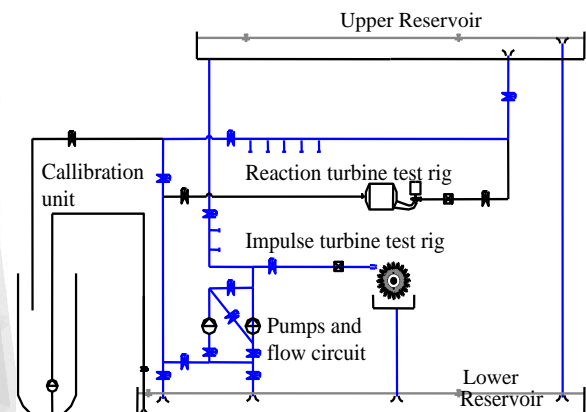 Upper Reservoir
Callibration
unit
Reaction turbine test rig
Impulse turbine test rig
Pumps and
flow circuit
Lower
Reservoir